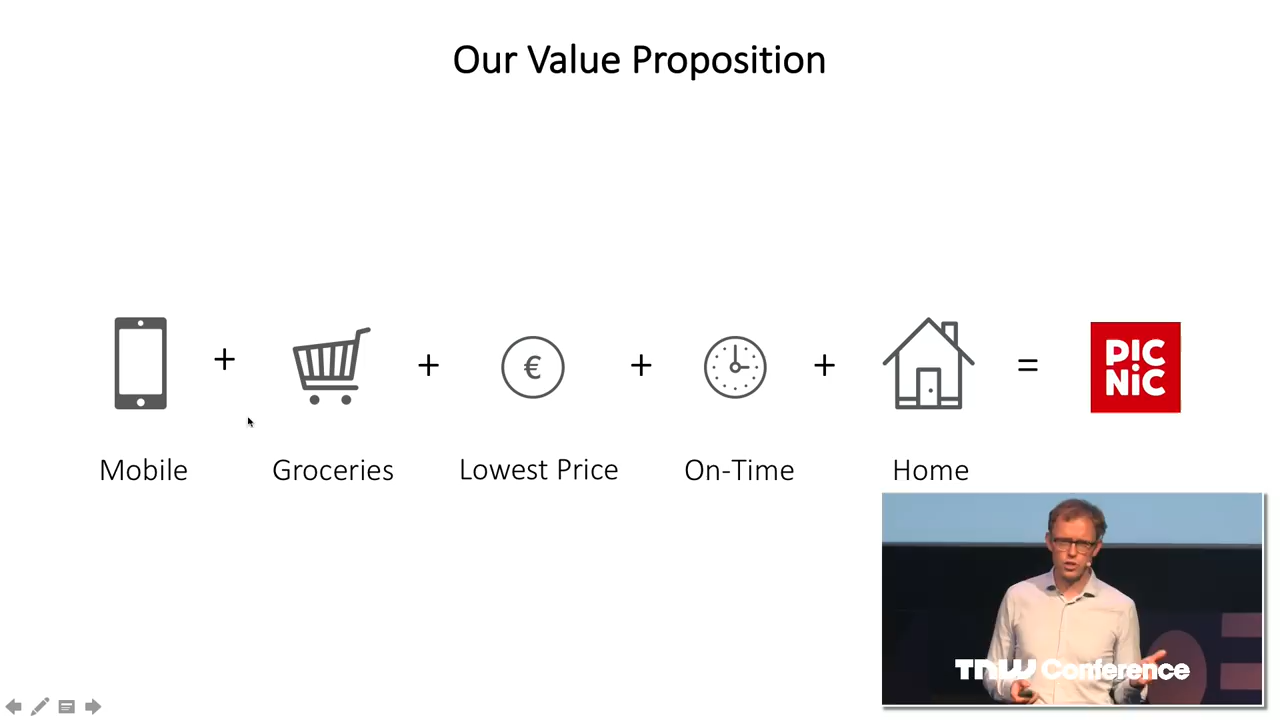 Our Value Proposition
+ + € + + =
PIC
NiC
Mobile Groceries Lowest Price On-Time Home
TNW Conference